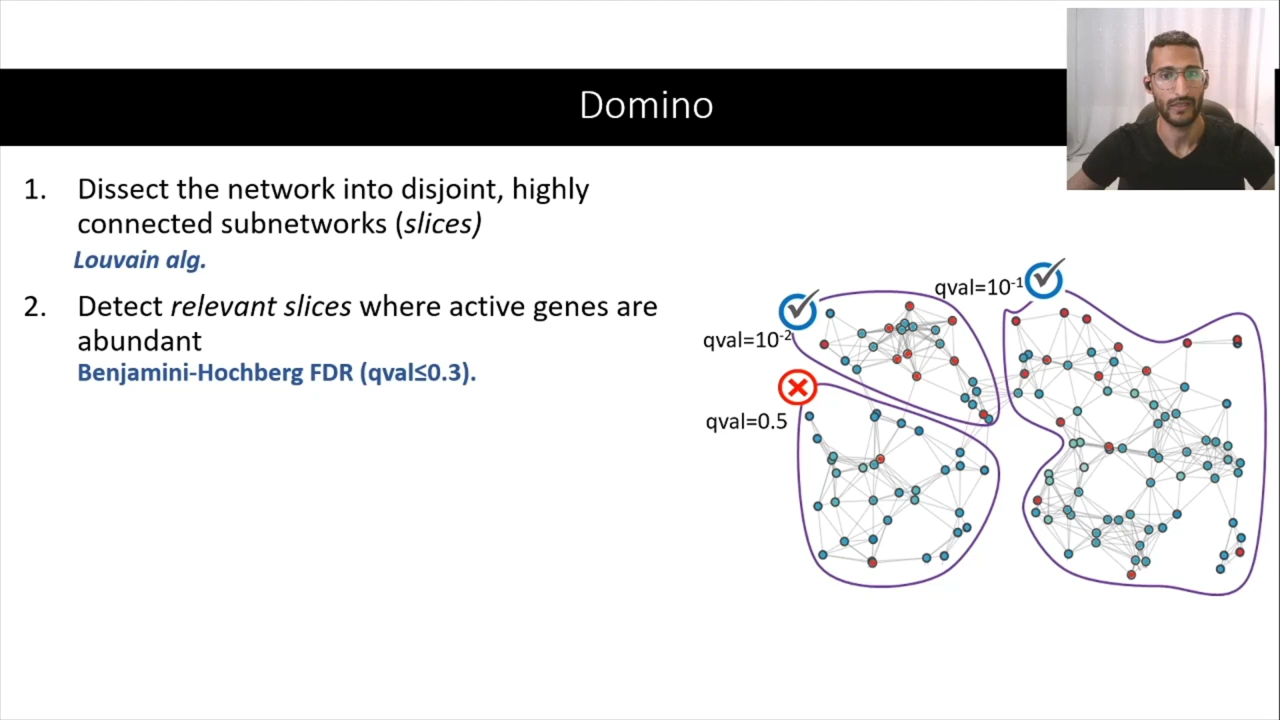 Domino
1. Dissect the network into disjoint, highly
connected subnetworks (slices)
Louvain alg.
2. Detect relevant slices where active genes are
abundant
Benjamini-Hochberg FDR (qval≤0.3).
qval=10⁻¹
qval=10⁻²
qval=0.5